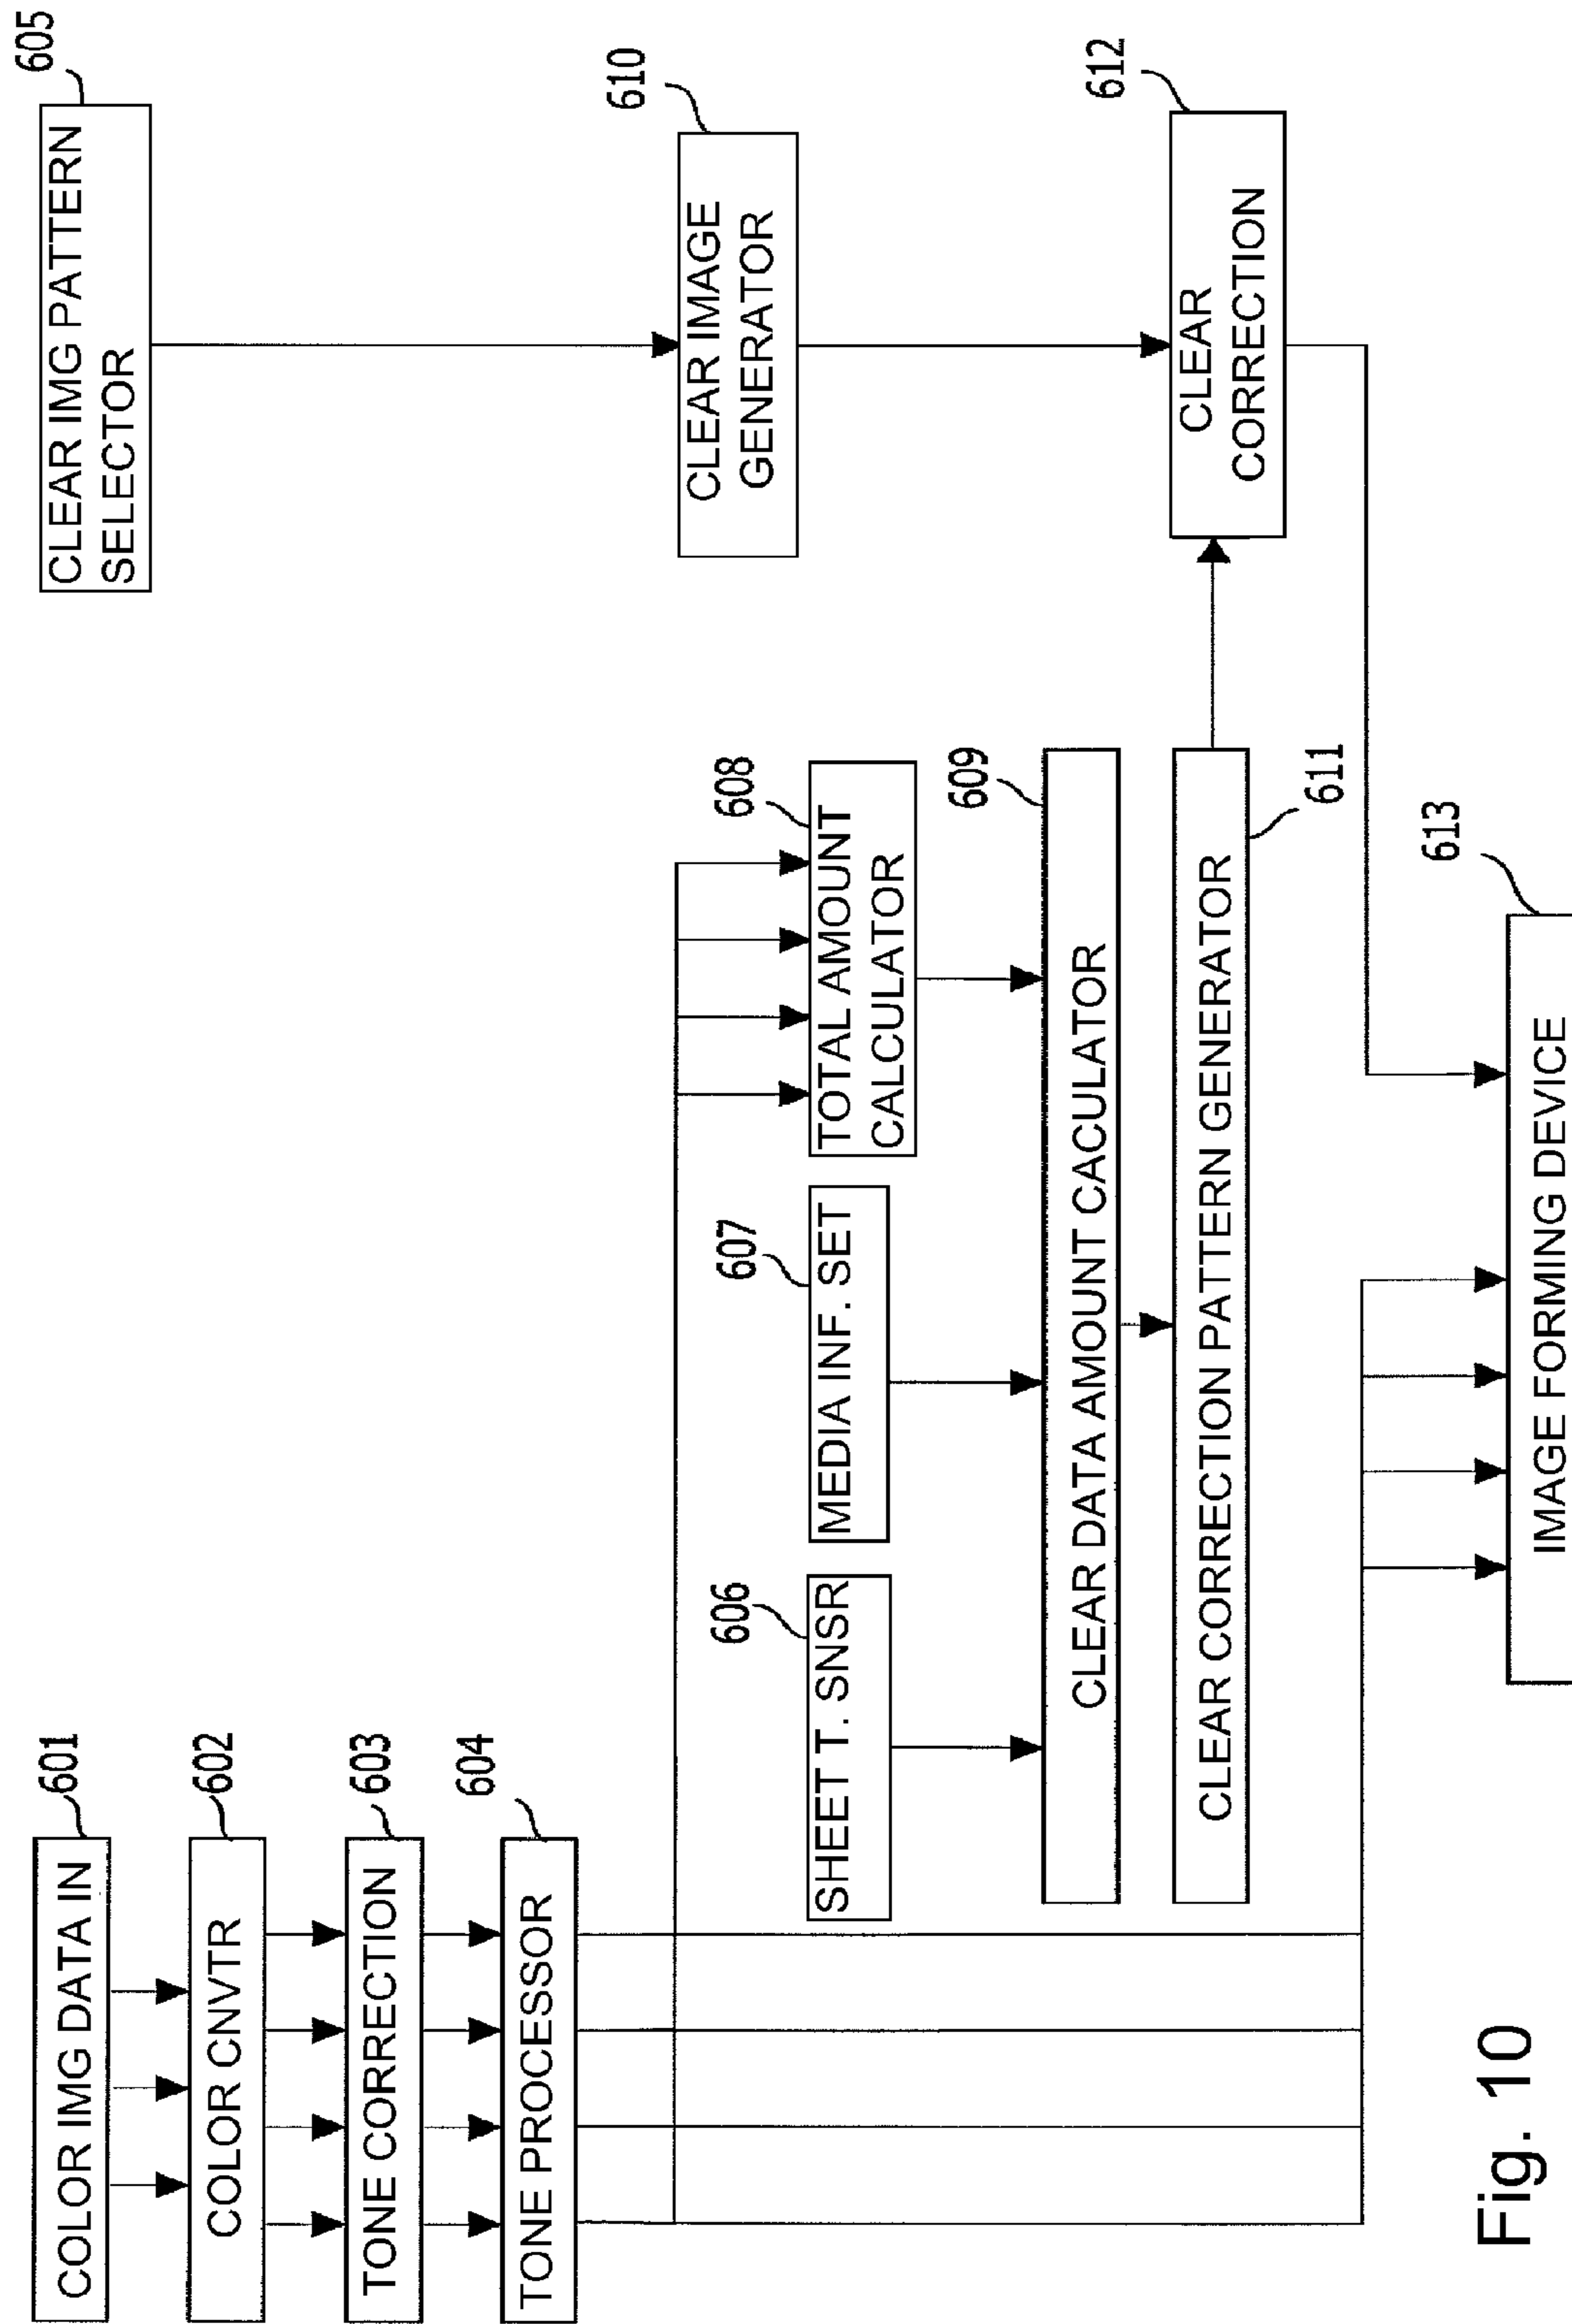 601
COLOR IMG DATA IN
602
COLOR CNVTR
603
TONE CORRECTION
604
TONE PROCESSOR
605
CLEAR IMG PATTERN
SELECTOR
606
SHEET T. SNSR
607
MEDIA INF. SET
608
TOTAL AMOUNT
CALCULATOR
610
CLEAR IMAGE
GENERATOR
609
CLEAR DATA AMOUNT CACULATOR
CLEAR CORRECTION PATTERN GENERATOR
611
612
CLEAR
CORRECTION
613
IMAGE FORMING DEVICE
Fig. 10